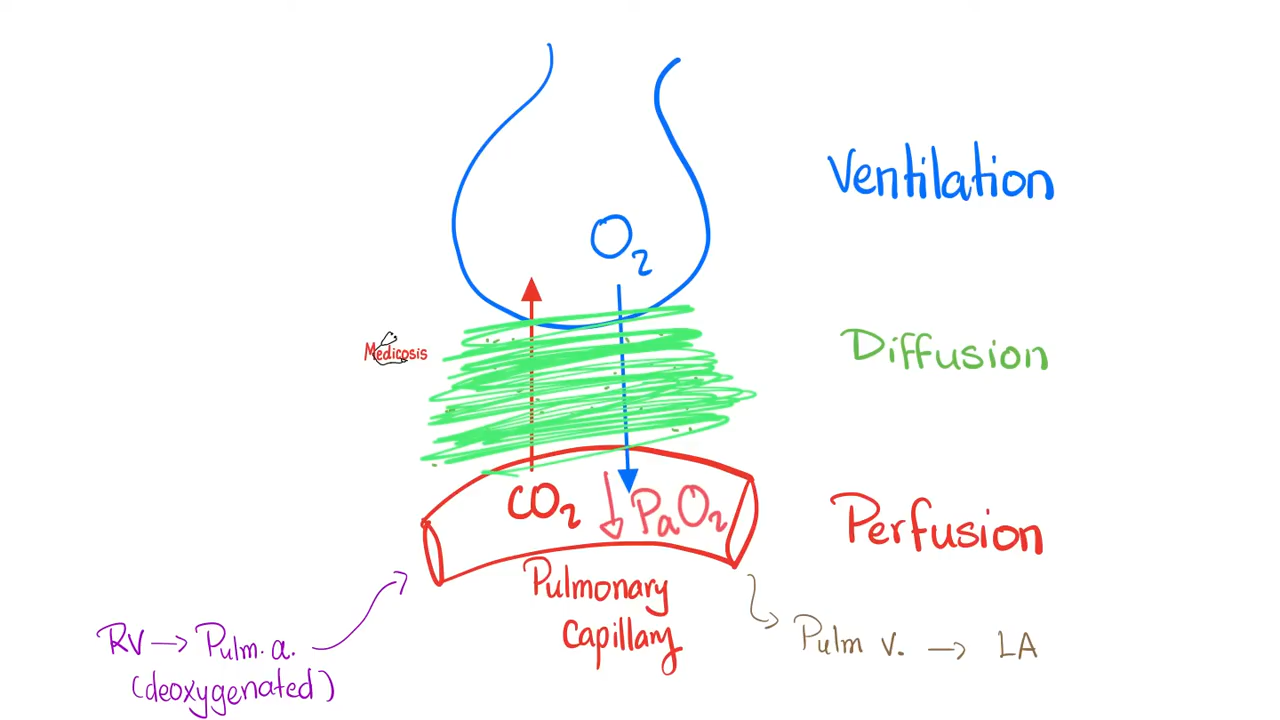 Ventilation
O2
Medicosis
Diffusion
CO2
↓ PaO2
Perfusion
Pulmonary
Capillary
RV → Pulm. a.
(deoxygenated)
Pulm v. → LA